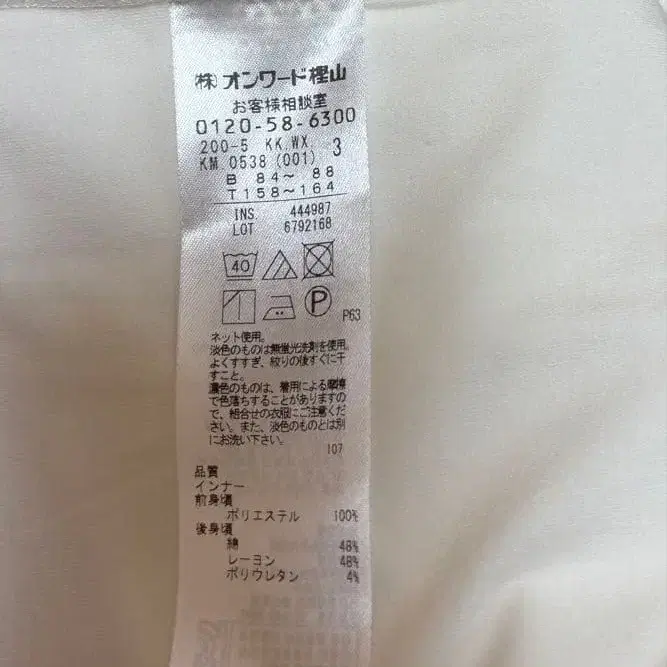 ㈱ オンワード樫山
お客様相談室
0120-58-6300
200-5 KK WX 3
KM 0538 (001)
B 84～ 88
T 158～164
INS 444987
LOT 6792168
40
P
P63
ネット使用。
淡色のものは無蛍光洗剤を使用。
よくすすぎ、絞りの後すぐに干
すこと。
濃色のものは、着用による摩擦
で色落ちすることがありますの
で、組合せの衣服にご注意くだ
さい。また、淡色のものとは別
にお洗い下さい。
107
品質
インナー
前身頃
ポリエステル 100%
後身頃
綿 48%
レーヨン 48%
ポリウレタン 4%